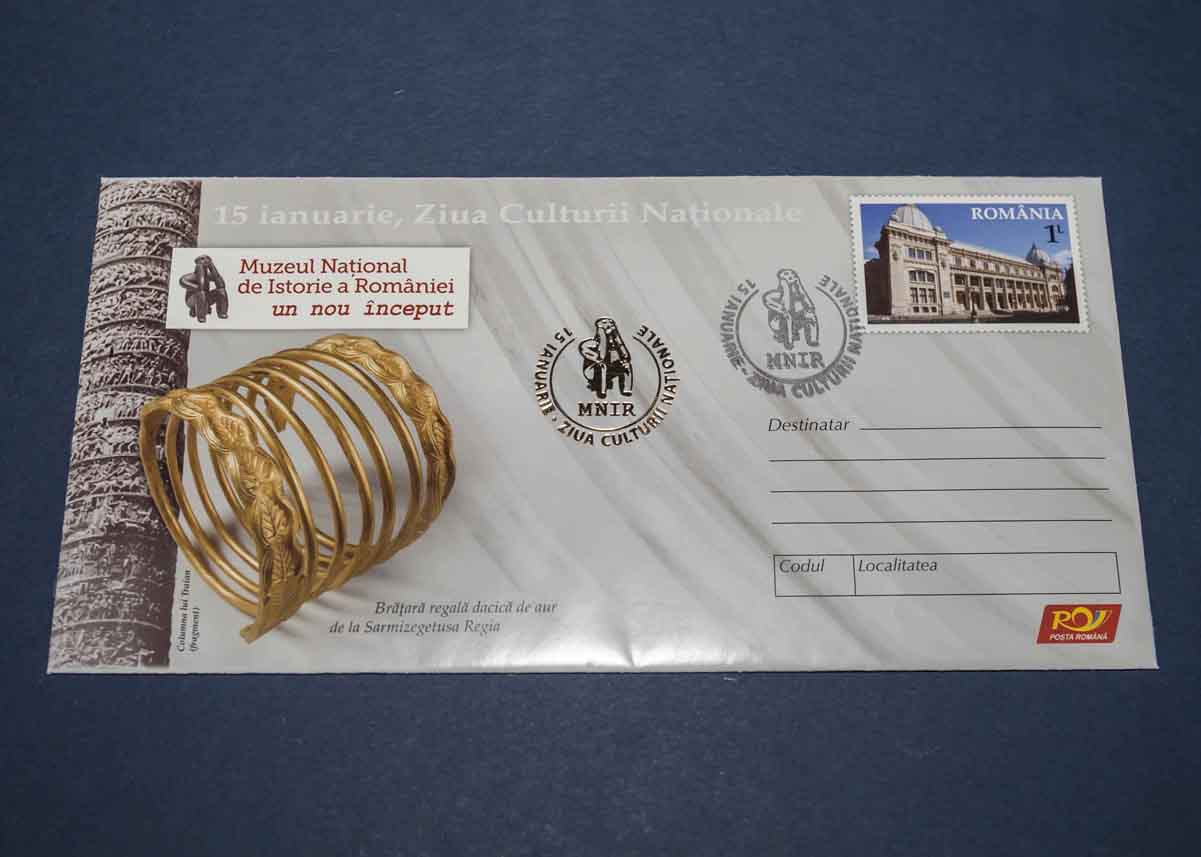 15 ianuarie, Ziua Culturii Naționale
Muzeul Național
de Istorie a României
un nou început
ROMÂNIA
1L
15 IANUARIE · ZIUA CULTURII NAȚIONALE
MNIR
15 IANUARIE · ZIUA CULTURII NAȚIONALE
MNIR
Destinatar
Codul
Localitatea
Brățară regală dacică de aur
de la Sarmizegetusa Regia
Columna lui Traian
(fragment)
POSTA ROMÂNĂ